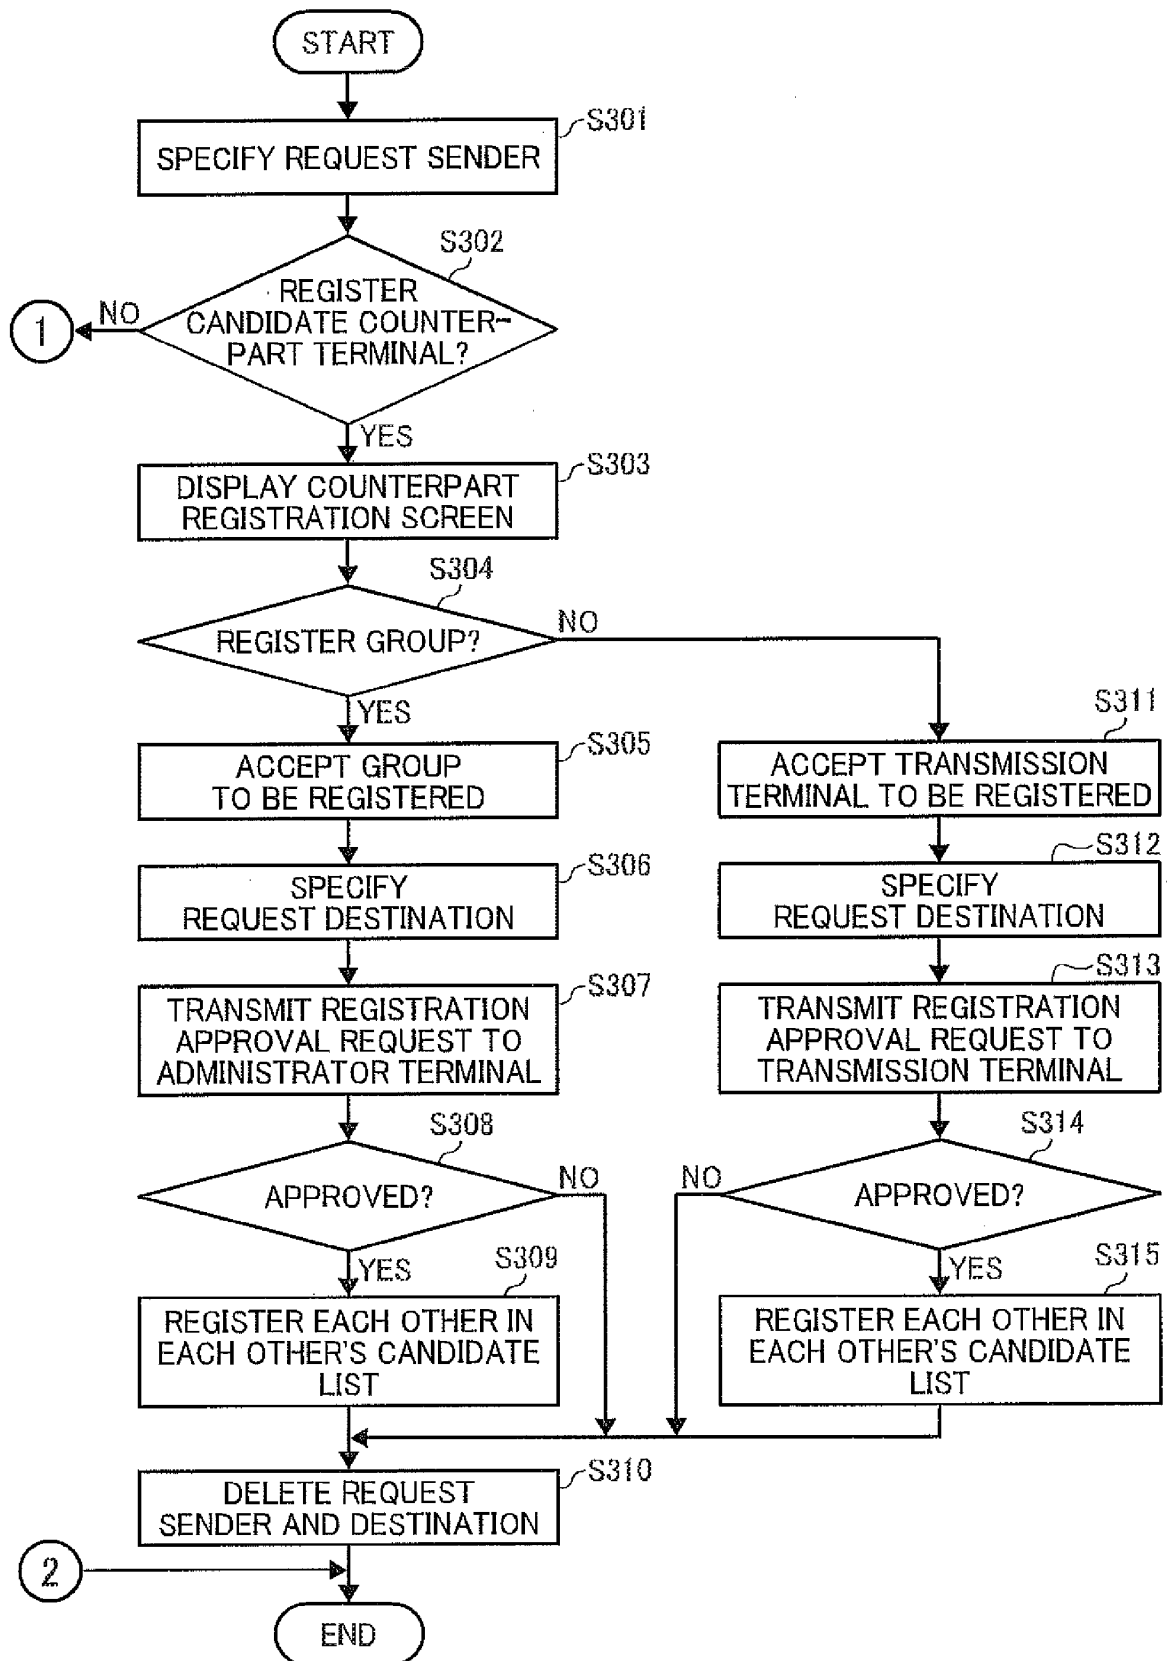 START
S301
SPECIFY REQUEST SENDER
S302
REGISTER
CANDIDATE COUNTER-
PART TERMINAL?
NO
1
YES
S303
DISPLAY COUNTERPART
REGISTRATION SCREEN
S304
REGISTER GROUP?
NO
YES
S305
ACCEPT GROUP
TO BE REGISTERED
S306
SPECIFY
REQUEST DESTINATION
S307
TRANSMIT REGISTRATION
APPROVAL REQUEST TO
ADMINISTRATOR TERMINAL
S308
APPROVED?
NO
YES
S309
REGISTER EACH OTHER IN
EACH OTHER'S CANDIDATE
LIST
S311
ACCEPT TRANSMISSION
TERMINAL TO BE REGISTERED
S312
SPECIFY
REQUEST DESTINATION
S313
TRANSMIT REGISTRATION
APPROVAL REQUEST TO
TRANSMISSION TERMINAL
S314
APPROVED?
NO
YES
S315
REGISTER EACH OTHER IN
EACH OTHER'S CANDIDATE
LIST
S310
DELETE REQUEST
SENDER AND DESTINATION
2
END